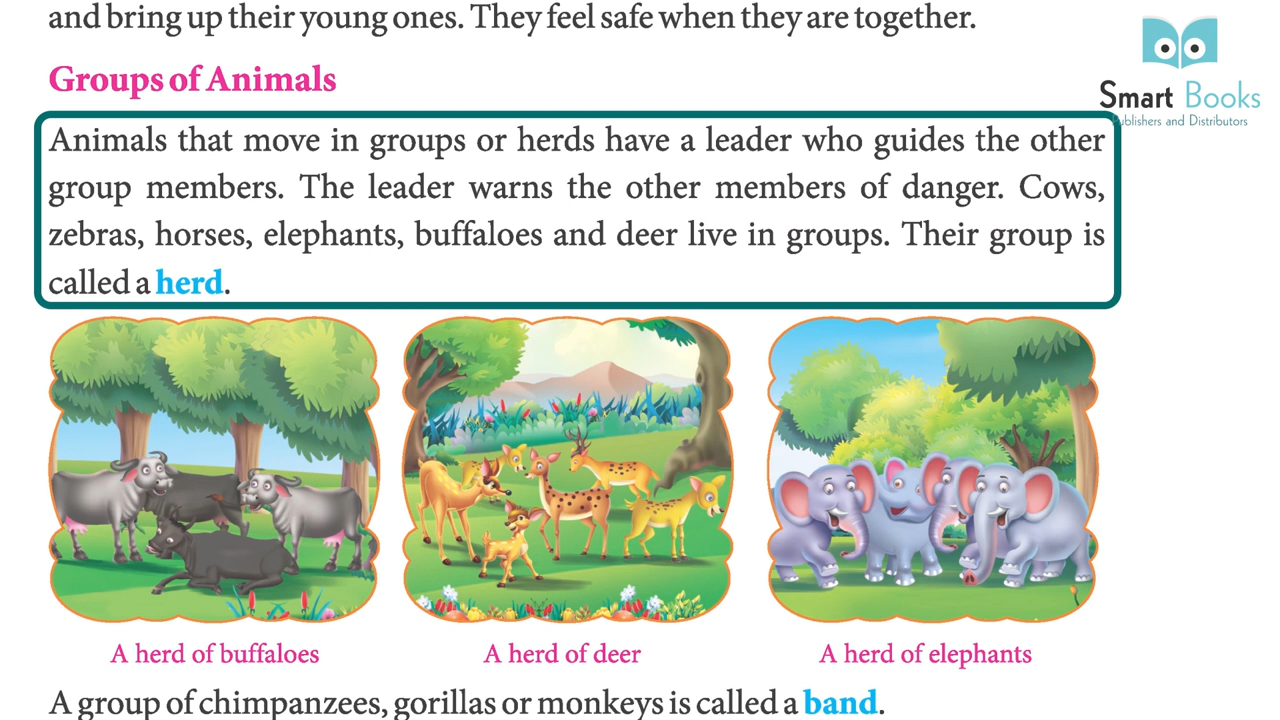 and bring up their young ones. They feel safe when they are together.
Smart Books
Publishers and Distributors
Groups of Animals
Animals that move in groups or herds have a leader who guides the other
group members. The leader warns the other members of danger. Cows,
zebras, horses, elephants, buffaloes and deer live in groups. Their group is
called a herd.
A herd of buffaloes
A herd of deer
A herd of elephants
A group of chimpanzees, gorillas or monkeys is called a band.